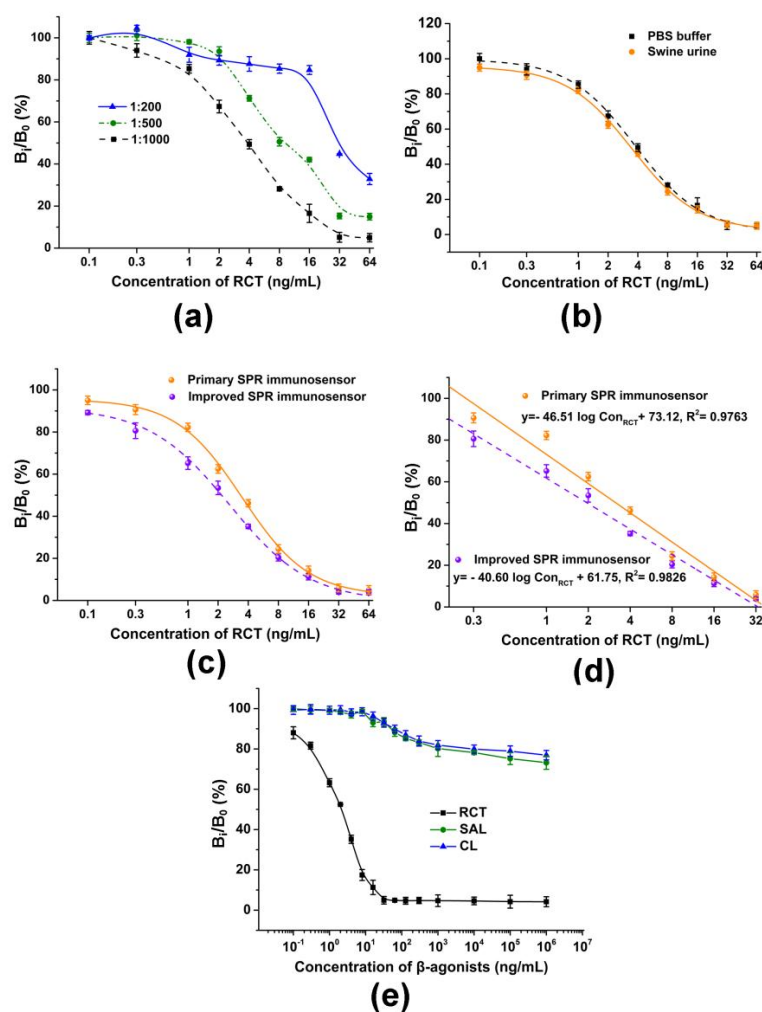 100
80
60
40
20
0
Bi/B0 (%)
1:200
1:500
1:1000
0.1 0.3 1 2 4 8 16 32 64
Concentration of RCT (ng/mL)
(a)
120
100
80
60
40
20
0
Bi/B0 (%)
PBS buffer
Swine urine
0.1 0.3 1 2 4 8 16 32 64
Concentration of RCT (ng/mL)
(b)
100
80
60
40
20
0
Bi/B0 (%)
Primary SPR immunosensor
Improved SPR immunosensor
0.1 0.3 1 2 4 8 16 32 64
Concentration of RCT (ng/mL)
(c)
100
80
60
40
20
0
Bi/B0 (%)
Primary SPR immunosensor
y=- 46.51 log ConRCT+ 73.12, R²= 0.9763
Improved SPR immunosensor
y= - 40.60 log ConRCT + 61.75, R²= 0.9826
0.3 1 2 4 8 16 32
Concentration of RCT (ng/mL)
(d)
100
80
60
40
20
0
Bi/B0 (%)
RCT
SAL
CL
10⁻¹ 10⁰ 10¹ 10² 10³ 10⁴ 10⁵ 10⁶ 10⁷
Concentration of β-agonists (ng/mL)
(e)